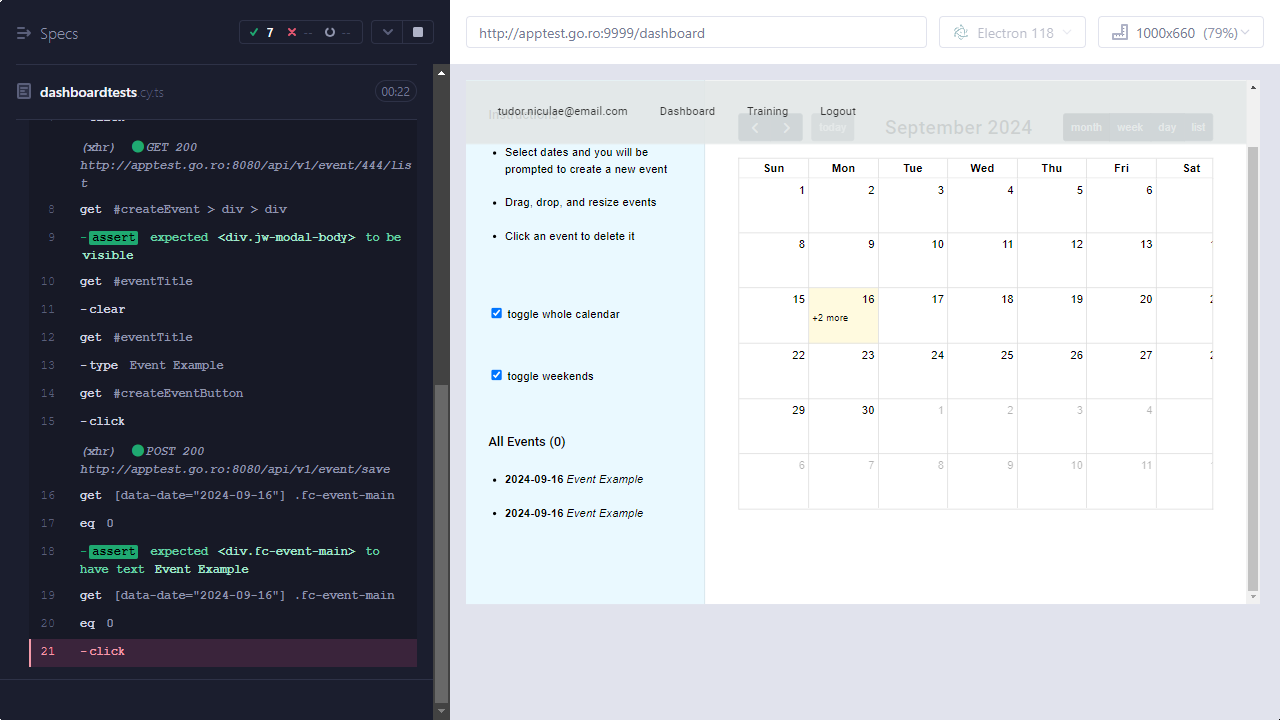 Specs
7
--
--
dashboardtests cy.ts
00:22
(xhr) GET 200
http://apptest.go.ro:8080/api/v1/event/444/lis
t
8 get #createEvent > div > div
9 -assert expected <div.jw-modal-body> to be
visible
10 get #eventTitle
11 -clear
12 get #eventTitle
13 -type Event Example
14 get #createEventButton
15 -click
(xhr) POST 200
http://apptest.go.ro:8080/api/v1/event/save
16 get [data-date="2024-09-16"] .fc-event-main
17 eq 0
18 -assert expected <div.fc-event-main> to
have text Event Example
19 get [data-date="2024-09-16"] .fc-event-main
20 eq 0
21 -click
http://apptest.go.ro:9999/dashboard
Electron 118
1000x660 (79%)
tudor.niculae@email.com Dashboard Training Logout
today
September 2024
month week day list
Select dates and you will be
prompted to create a new event
Drag, drop, and resize events
Click an event to delete it
toggle whole calendar
toggle weekends
All Events (0)
2024-09-16 Event Example
2024-09-16 Event Example
Sun Mon Tue Wed Thu Fri Sat
1 2 3 4 5 6
8 9 10 11 12 13
15 16 17 18 19 20
+2 more
22 23 24 25 26 27
29 30 1 2 3 4
6 7 8 9 10 11